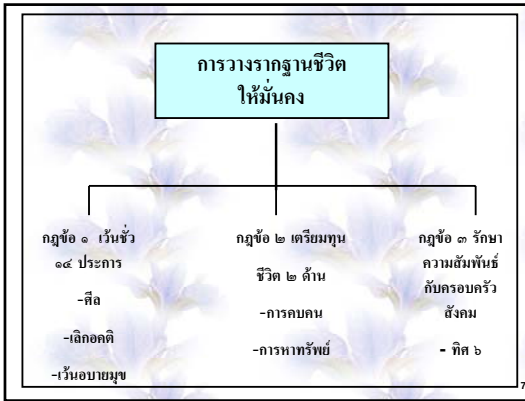 การวางรากฐานชีวิต
ให้มั่นคง
กฎข้อ ๑ เว้นชั่ว
๑๔ ประการ
-ศีล
-เลิกอคติ
-เว้นอบายมุข
กฎข้อ ๒ เตรียมทุน
ชีวิต ๒ ด้าน
-การคบคน
-การหาทรัพย์
กฎข้อ ๓ รักษา
ความสัมพันธ์
กับครอบครัว
สังคม
- ทิศ ๖
7